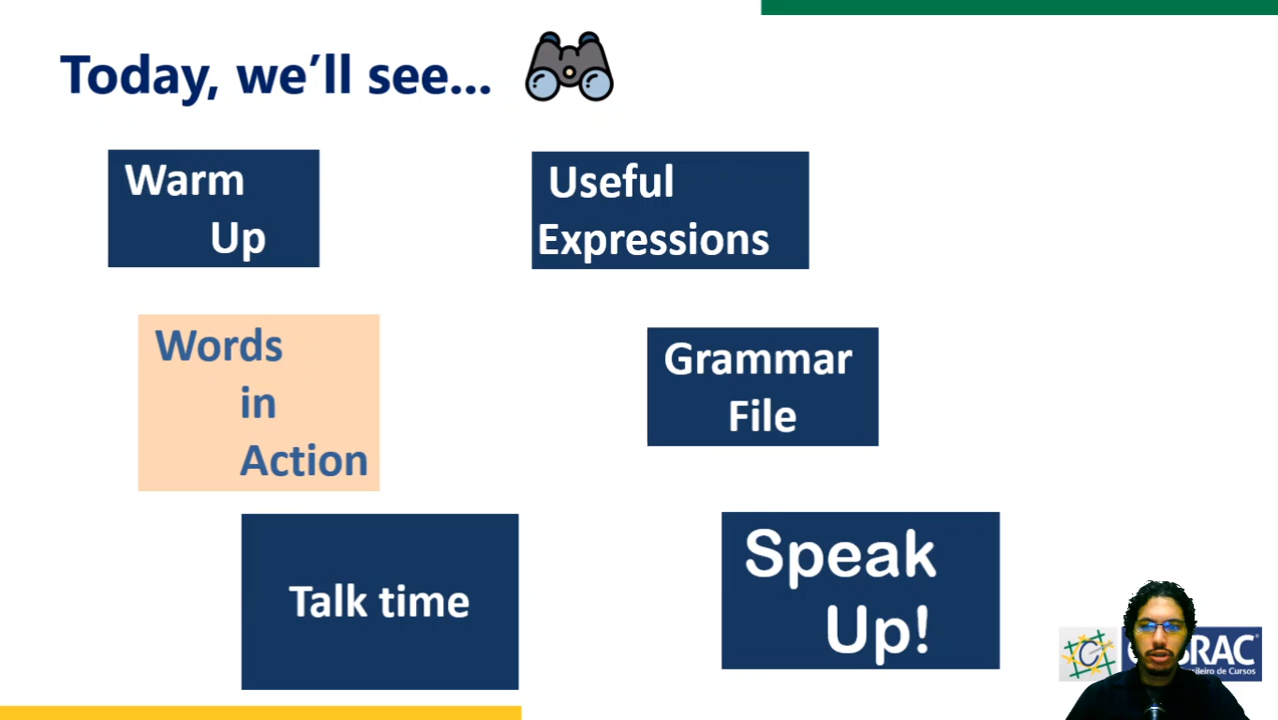 Today, we’ll see...
Warm
Up
Useful
Expressions
Words
in
Action
Grammar
File
Talk time
Speak
Up!